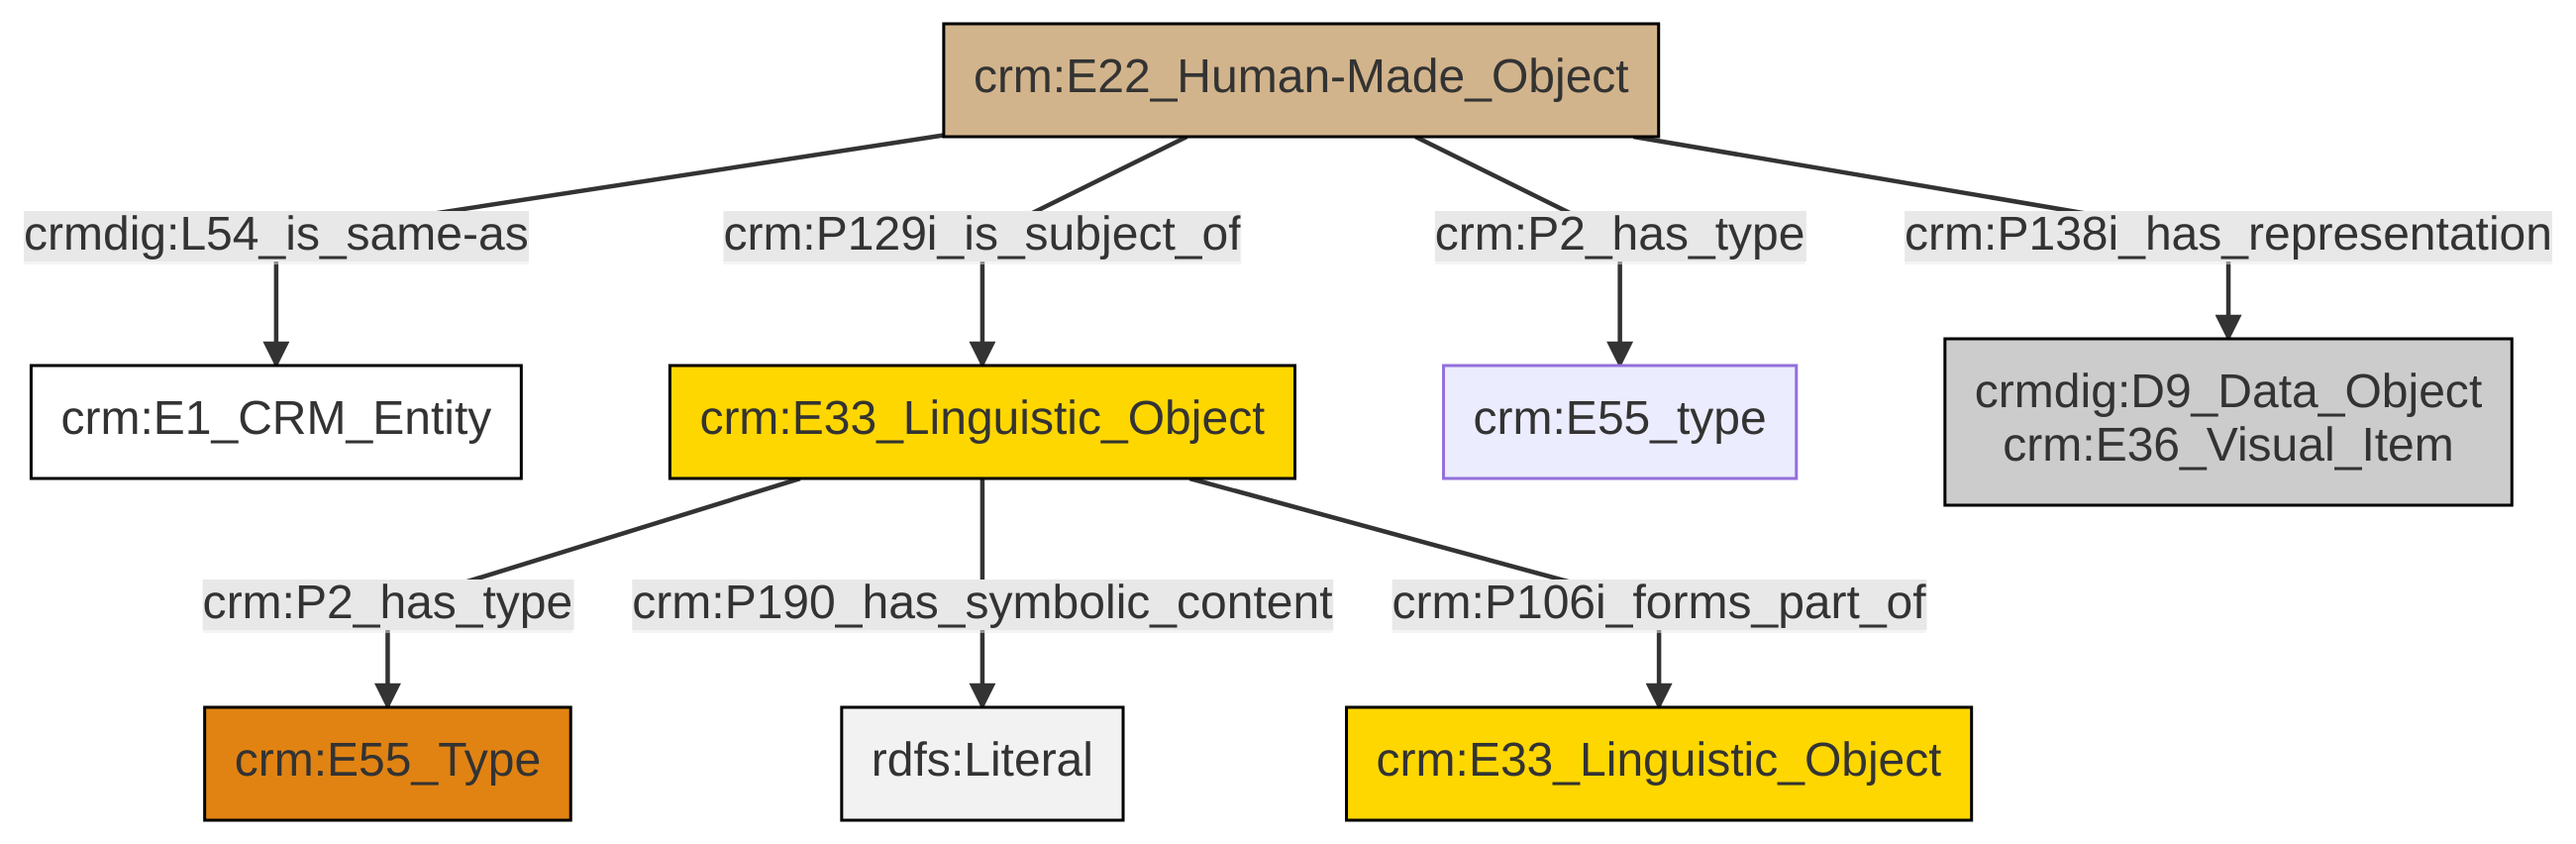 crm:E22_Human-Made_Object
crmdig:L54_is_same-as
crm:P129i_is_subject_of
crm:P2_has_type
crm:P138i_has_representation
crm:E1_CRM_Entity
crm:E33_Linguistic_Object
crm:E55_type
crmdig:D9_Data_Object
crm:E36_Visual_Item
crm:P2_has_type
crm:P190_has_symbolic_content
crm:P106i_forms_part_of
crm:E55_Type
rdfs:Literal
crm:E33_Linguistic_Object